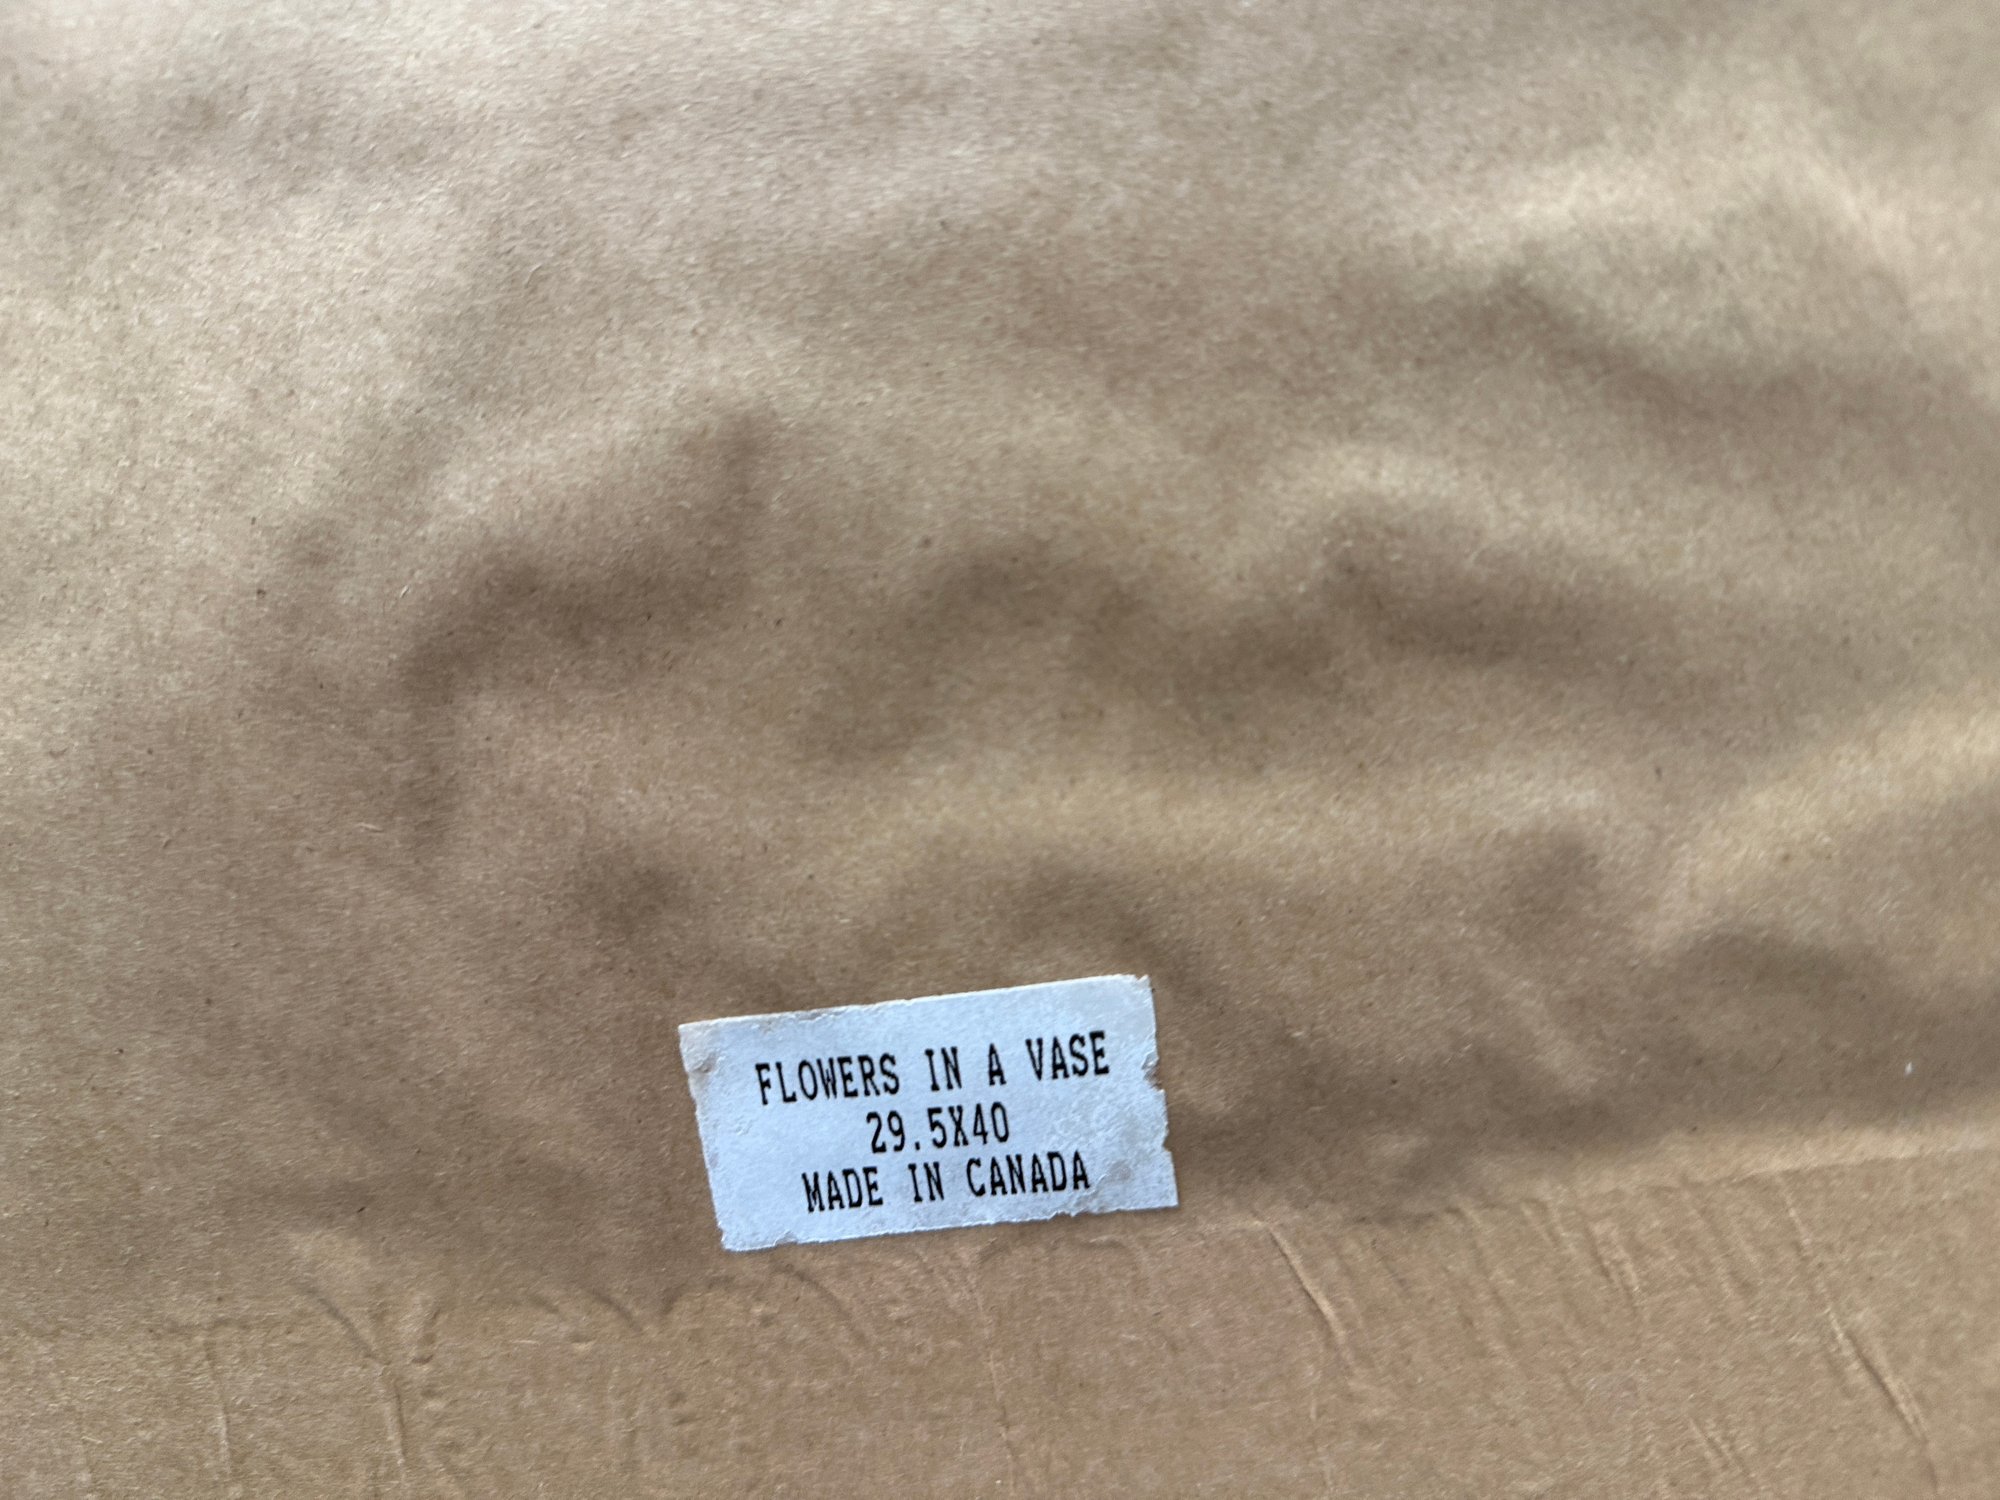 FLOWERS IN A VASE
29.5X40
MADE IN CANADA